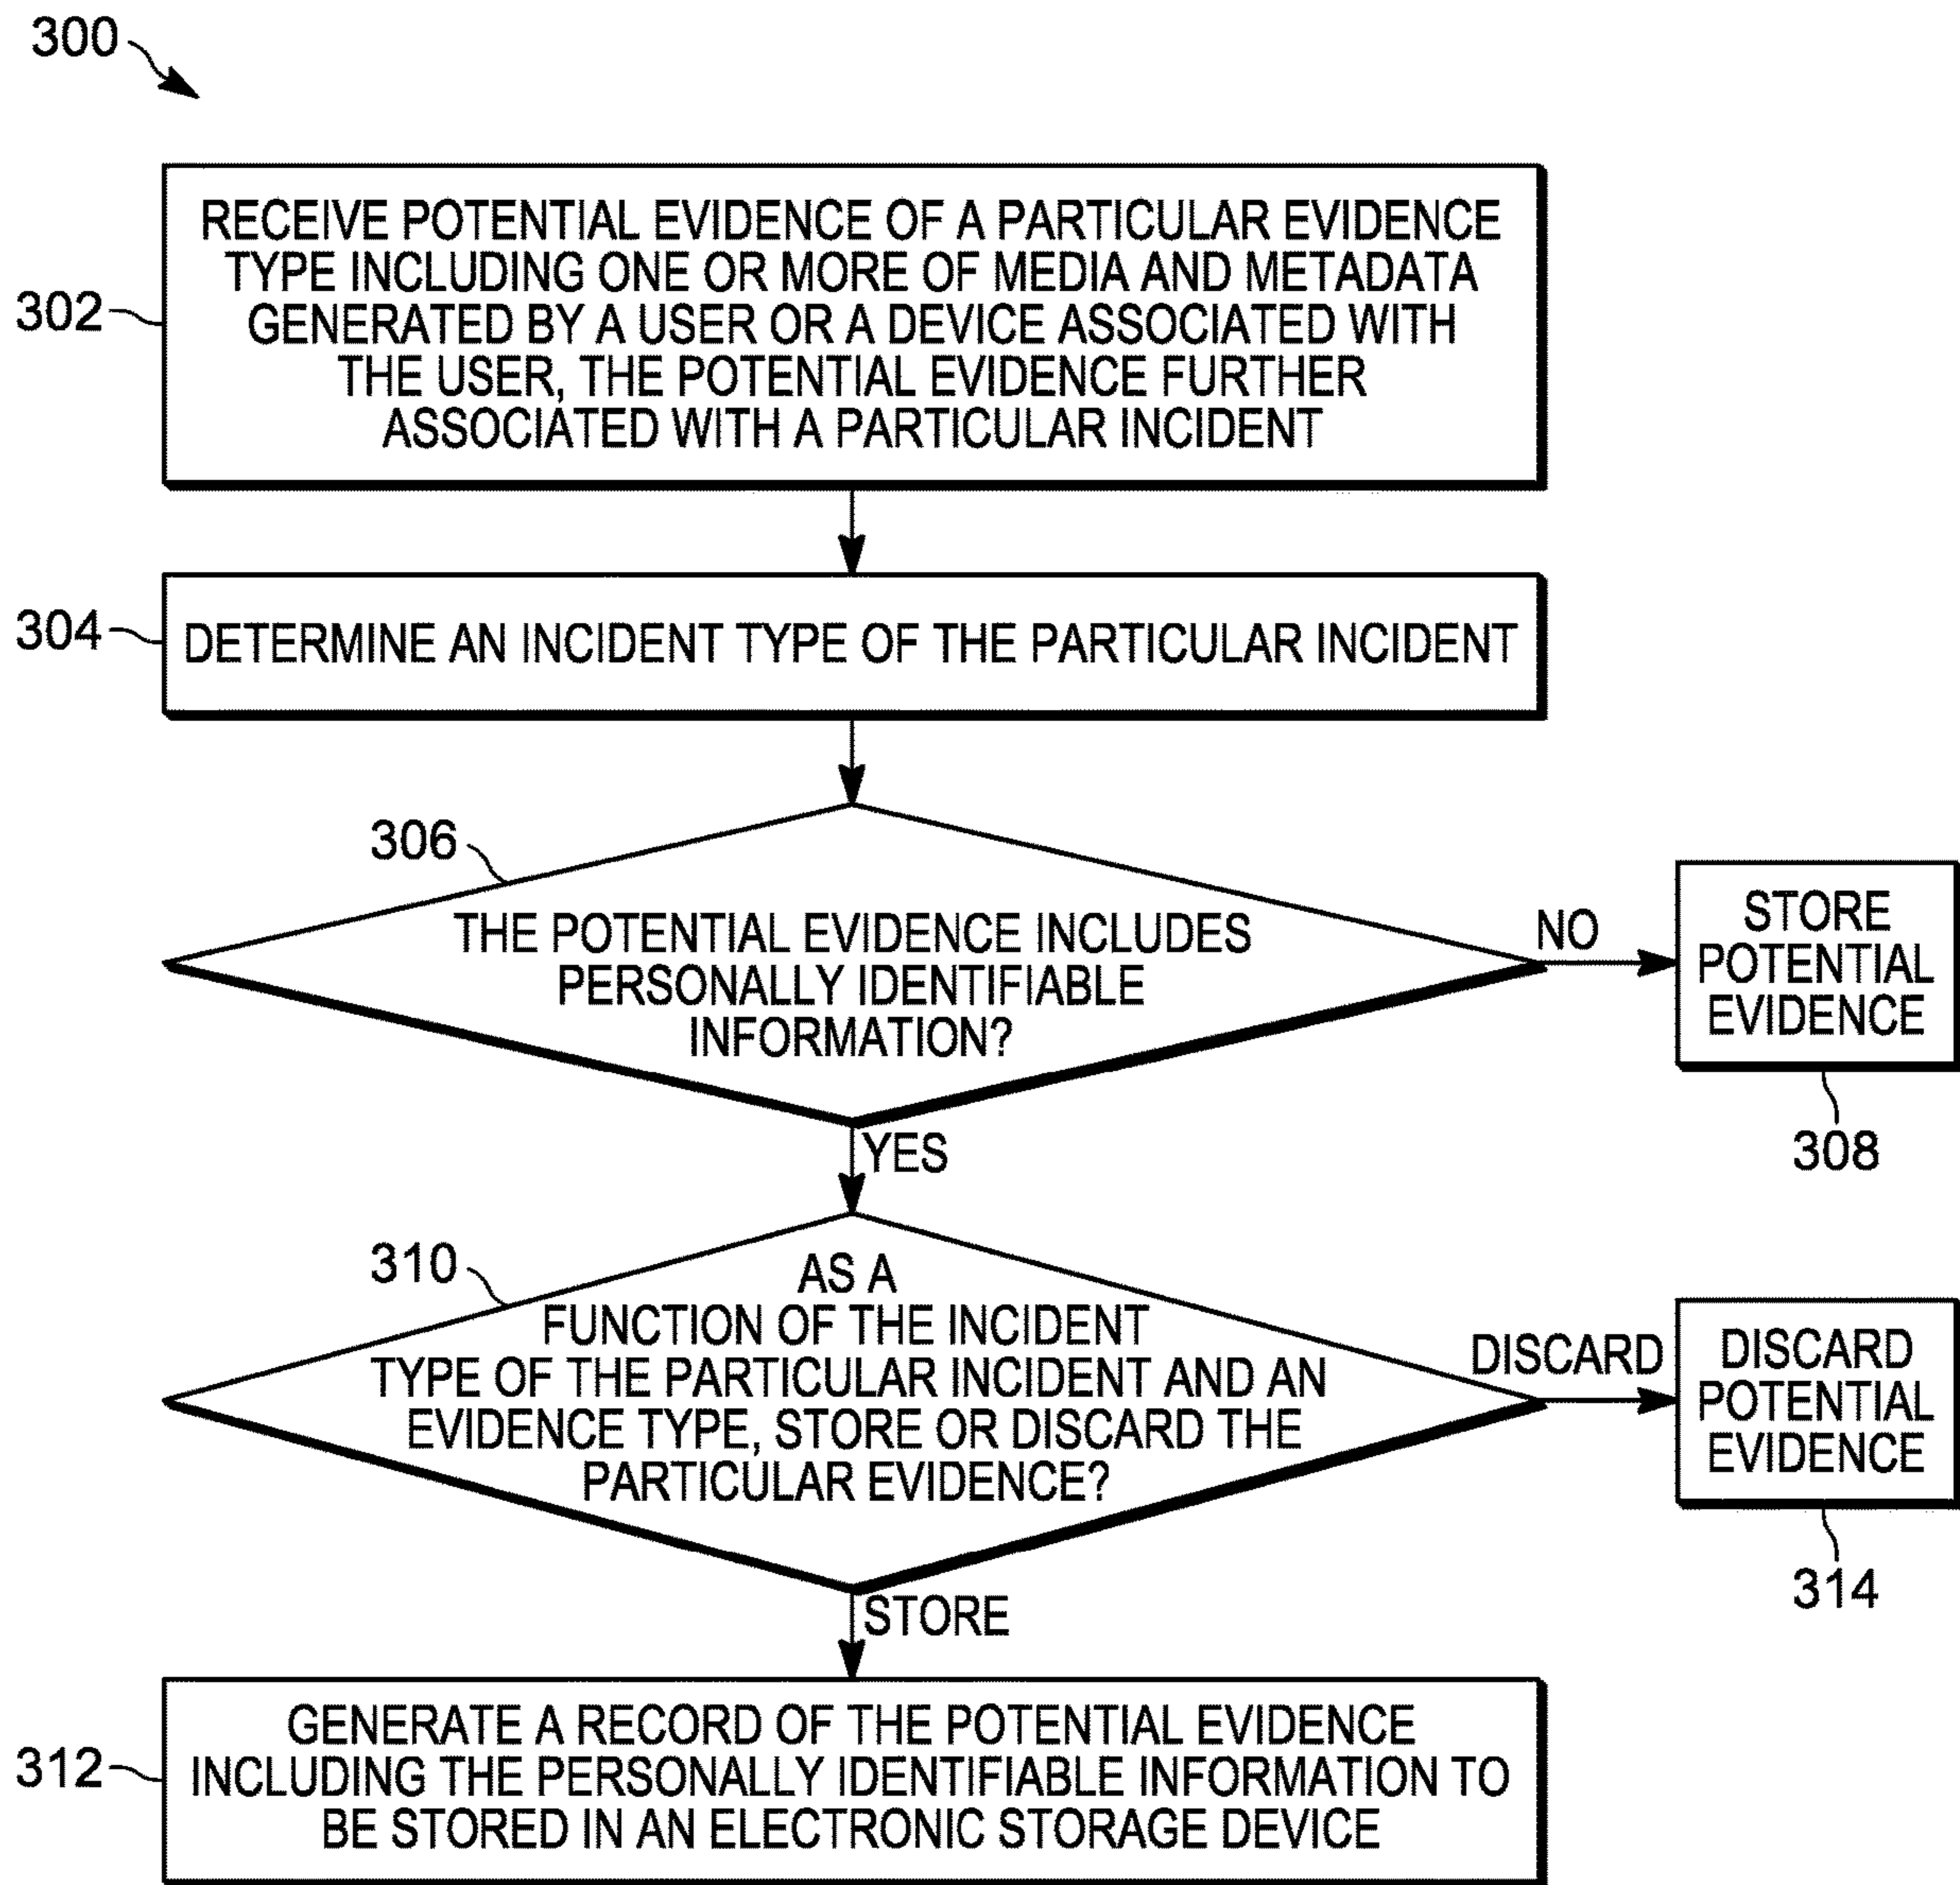 300
302
RECEIVE POTENTIAL EVIDENCE OF A PARTICULAR EVIDENCE
TYPE INCLUDING ONE OR MORE OF MEDIA AND METADATA
GENERATED BY A USER OR A DEVICE ASSOCIATED WITH
THE USER, THE POTENTIAL EVIDENCE FURTHER
ASSOCIATED WITH A PARTICULAR INCIDENT
304
DETERMINE AN INCIDENT TYPE OF THE PARTICULAR INCIDENT
306
THE POTENTIAL EVIDENCE INCLUDES
PERSONALLY IDENTIFIABLE
INFORMATION?
NO
STORE
POTENTIAL
EVIDENCE
308
YES
310
AS A
FUNCTION OF THE INCIDENT
TYPE OF THE PARTICULAR INCIDENT AND AN
EVIDENCE TYPE, STORE OR DISCARD THE
PARTICULAR EVIDENCE?
DISCARD
DISCARD
POTENTIAL
EVIDENCE
314
STORE
312
GENERATE A RECORD OF THE POTENTIAL EVIDENCE
INCLUDING THE PERSONALLY IDENTIFIABLE INFORMATION TO
BE STORED IN AN ELECTRONIC STORAGE DEVICE